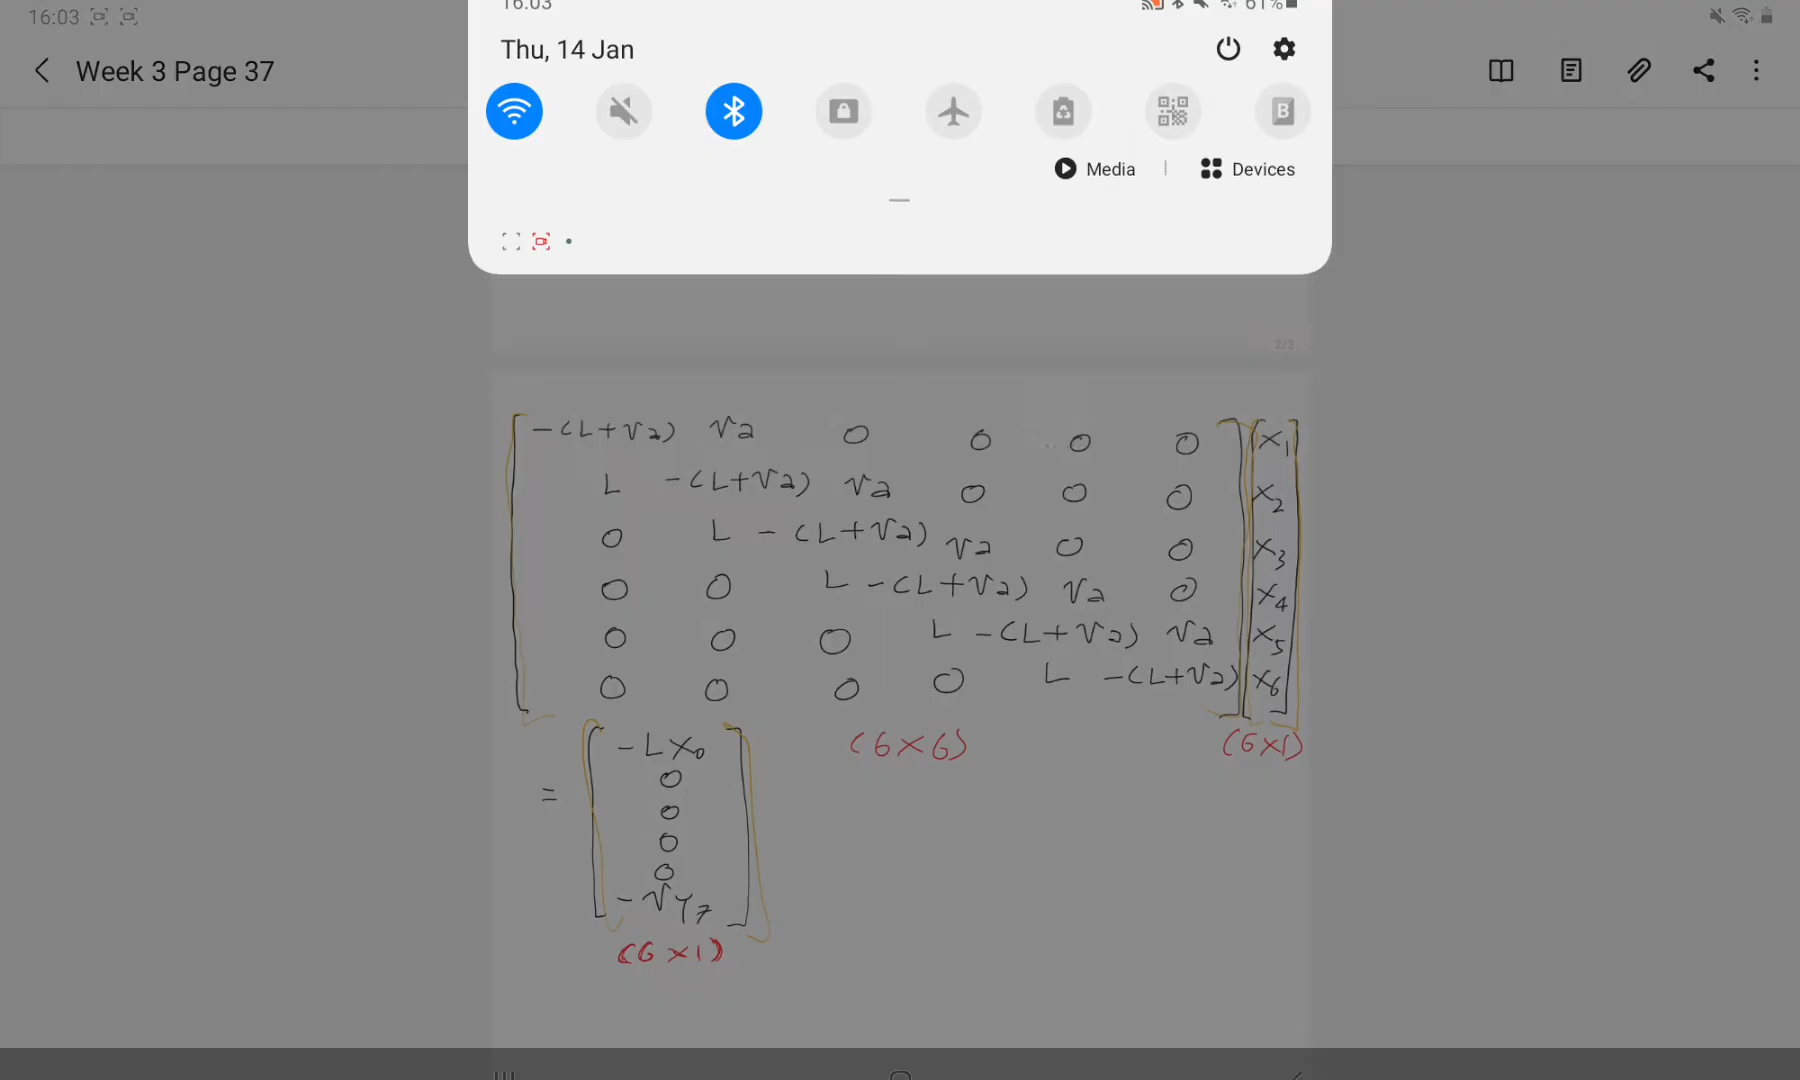 16:03
16:03 61%
Thu, 14 Jan
Week 3 Page 37
B
Media | Devices
2/3
-(L+Va) Va 0 0 0 0 x1
L -(L+Va) Va 0 0 0 x2
0 L -(L+Va) Va 0 0 x3
0 0 L -(L+Va) Va 0 x4
0 0 0 L -(L+Va) Va x5
0 0 0 0 L -(L+Va) x6
(6×6) (6×1)
= -Lx0
0
0
0
0
-VY7
(6×1)